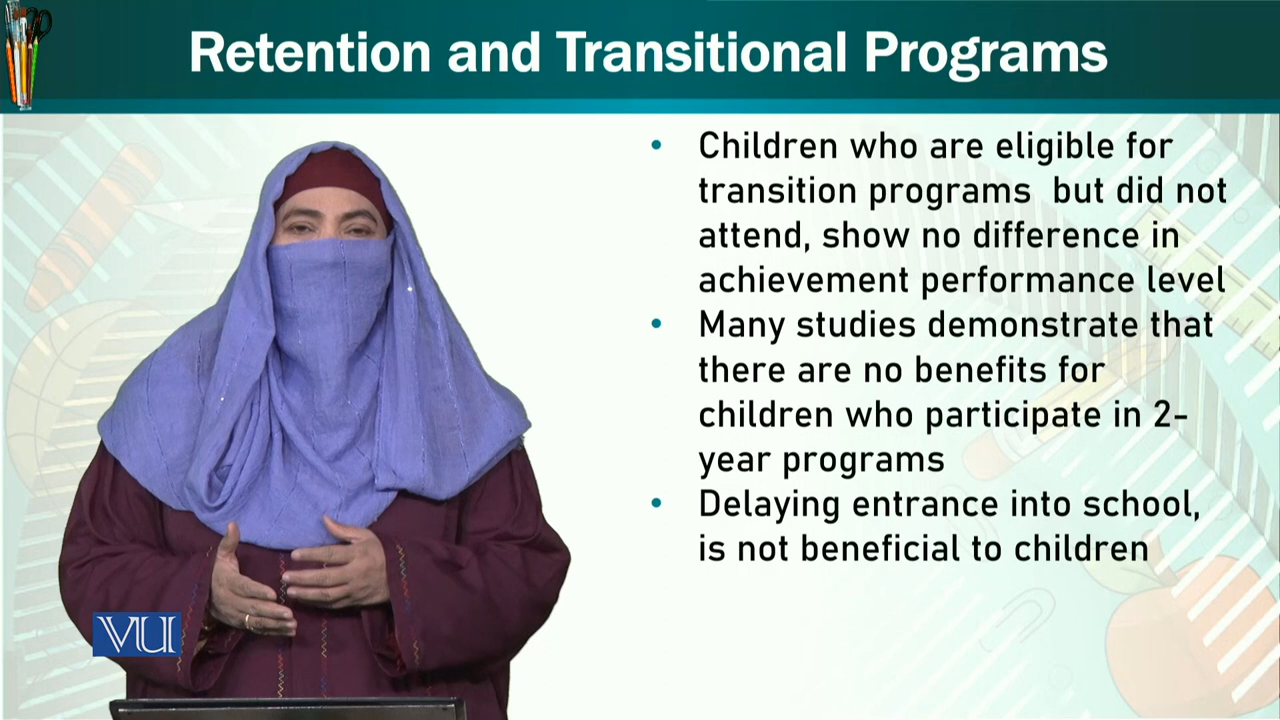 Retention and Transitional Programs
• Children who are eligible for
transition programs  but did not
attend, show no difference in
achievement performance level
• Many studies demonstrate that
there are no benefits for
children who participate in 2-
year programs
• Delaying entrance into school,
is not beneficial to children
VU